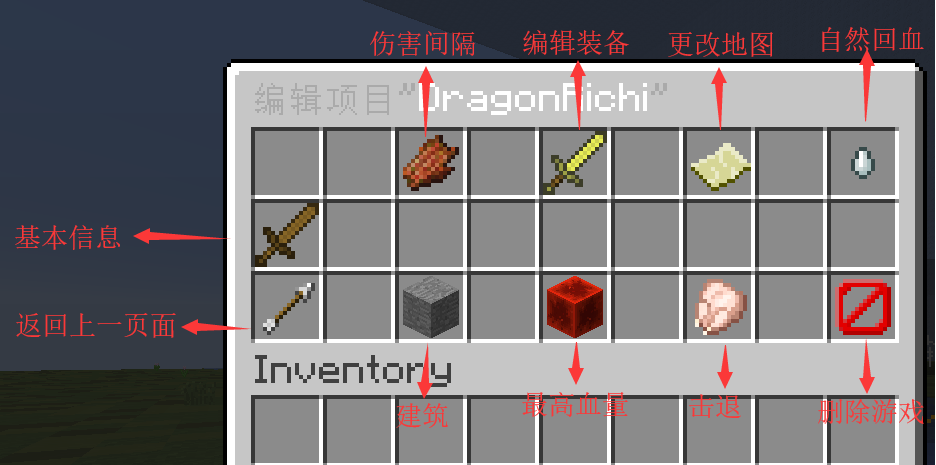 伤害间隔 编辑装备 更改地图 自然回血
编辑项目"DragonRichi"
基本信息
返回上一页面
Inventory
建筑 最高血量 击退 删除游戏